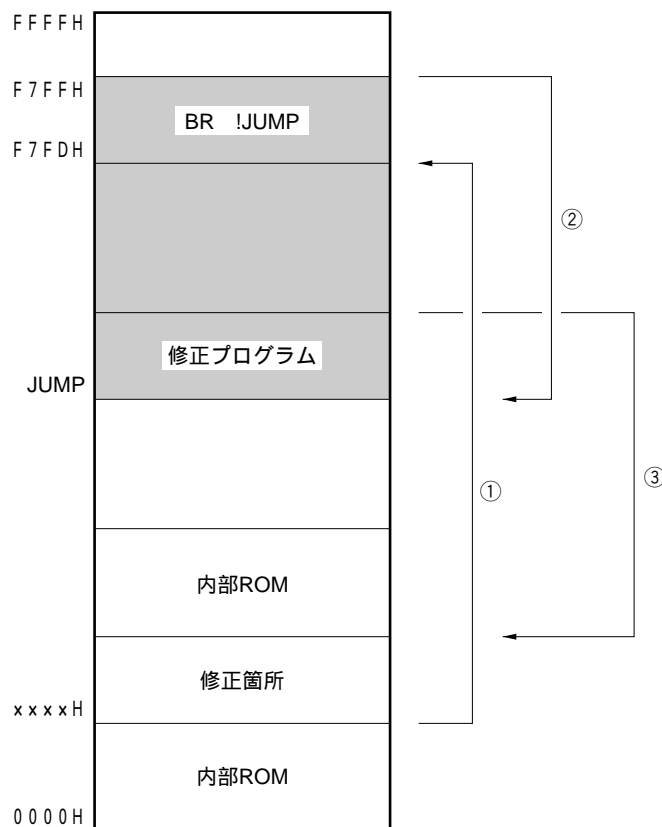 FFFFH
F7FFH
BR !JUMP
F7FDH
②
修正プログラム
JUMP
①
③
内部ROM
修正箇所
××××H
内部ROM
0000H